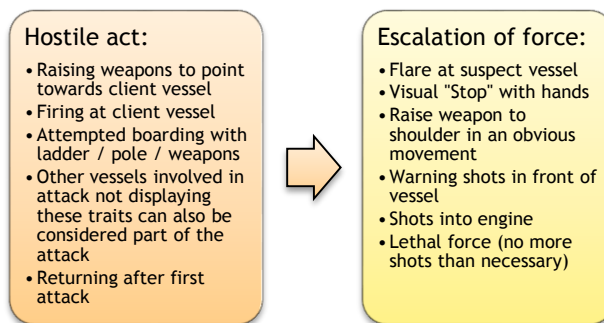 Hostile act:
• Raising weapons to point
towards client vessel
• Firing at client vessel
• Attempted boarding with
ladder / pole / weapons
• Other vessels involved in
attack not displaying
these traits can also be
considered part of the
attack
• Returning after first
attack
Escalation of force:
• Flare at suspect vessel
• Visual "Stop" with hands
• Raise weapon to
shoulder in an obvious
movement
• Warning shots in front of
vessel
• Shots into engine
• Lethal force (no more
shots than necessary)